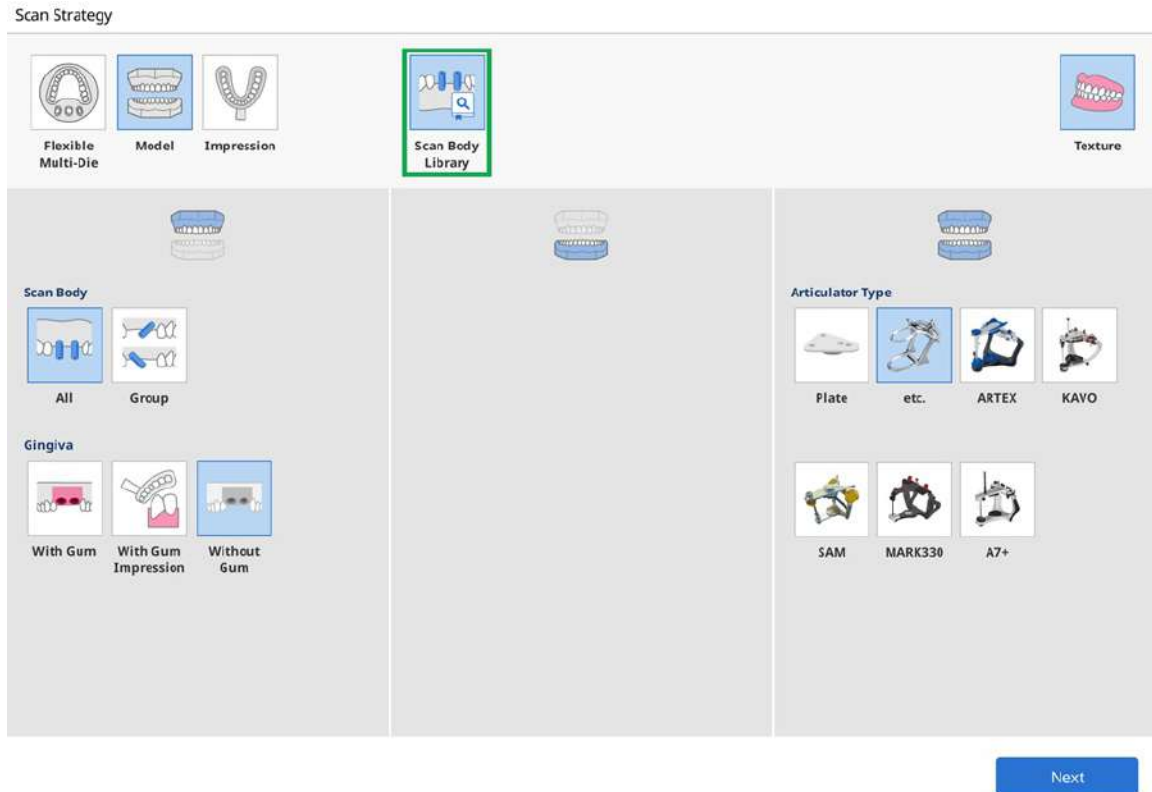 Scan Strategy
Flexible
Multi-Die
Model
Impression
Scan Body
Library
Texture
Scan Body
All
Group
Gingiva
With Gum
With Gum
Impression
Without
Gum
Articulator Type
Plate
etc.
ARTEX
KAVO
SAM
MARK330
A7+
Next